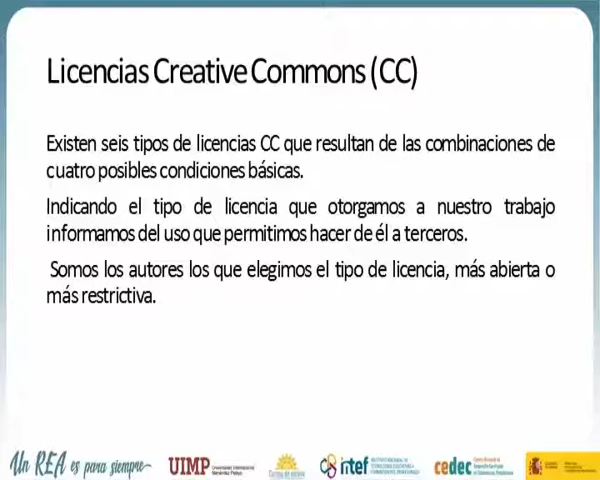 Licencias Creative Commons (CC)
Existen seis tipos de licencias CC que resultan de las combinaciones de
cuatro posibles condiciones básicas.
Indicando el tipo de licencia que otorgamos a nuestro trabajo
informamos del uso que permitimos hacer de él a terceros.
Somos los autores los que elegimos el tipo de licencia, más abierta o
más restrictiva.
Un REA es para siempre
UIMP
intef
cedec